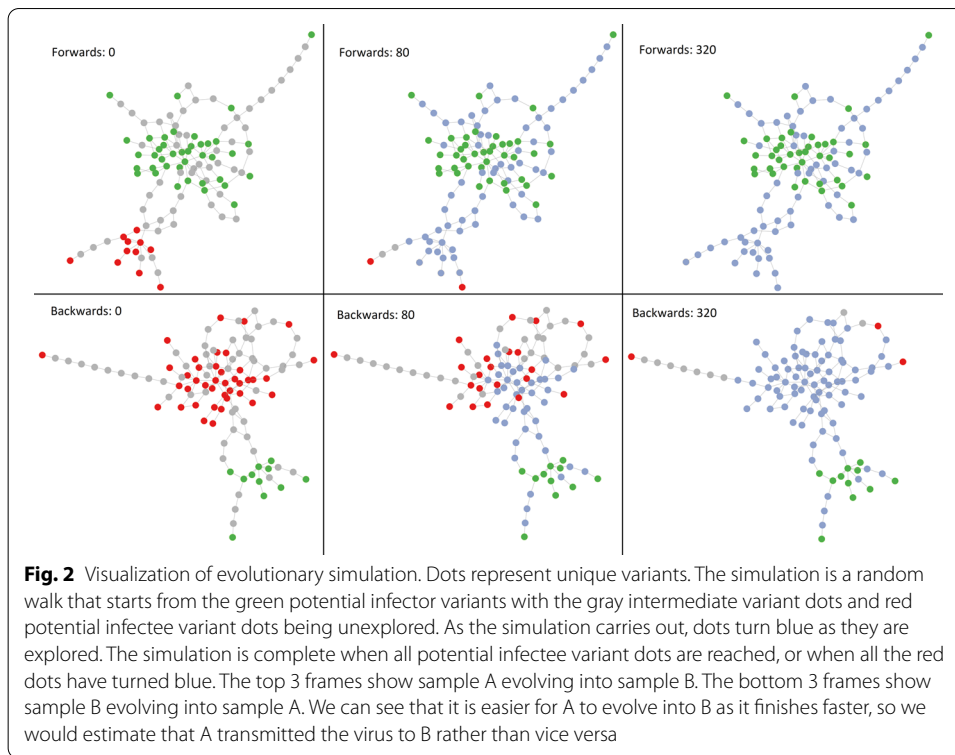 Forwards: 0
Forwards: 80
Forwards: 320
Backwards: 0
Backwards: 80
Backwards: 320
Fig. 2 Visualization of evolutionary simulation. Dots represent unique variants. The simulation is a random
walk that starts from the green potential infector variants with the gray intermediate variant dots and red
potential infectee variant dots being unexplored. As the simulation carries out, dots turn blue as they are
explored. The simulation is complete when all potential infectee variant dots are reached, or when all the red
dots have turned blue. The top 3 frames show sample A evolving into sample B. The bottom 3 frames show
sample B evolving into sample A. We can see that it is easier for A to evolve into B as it finishes faster, so we
would estimate that A transmitted the virus to B rather than vice versa